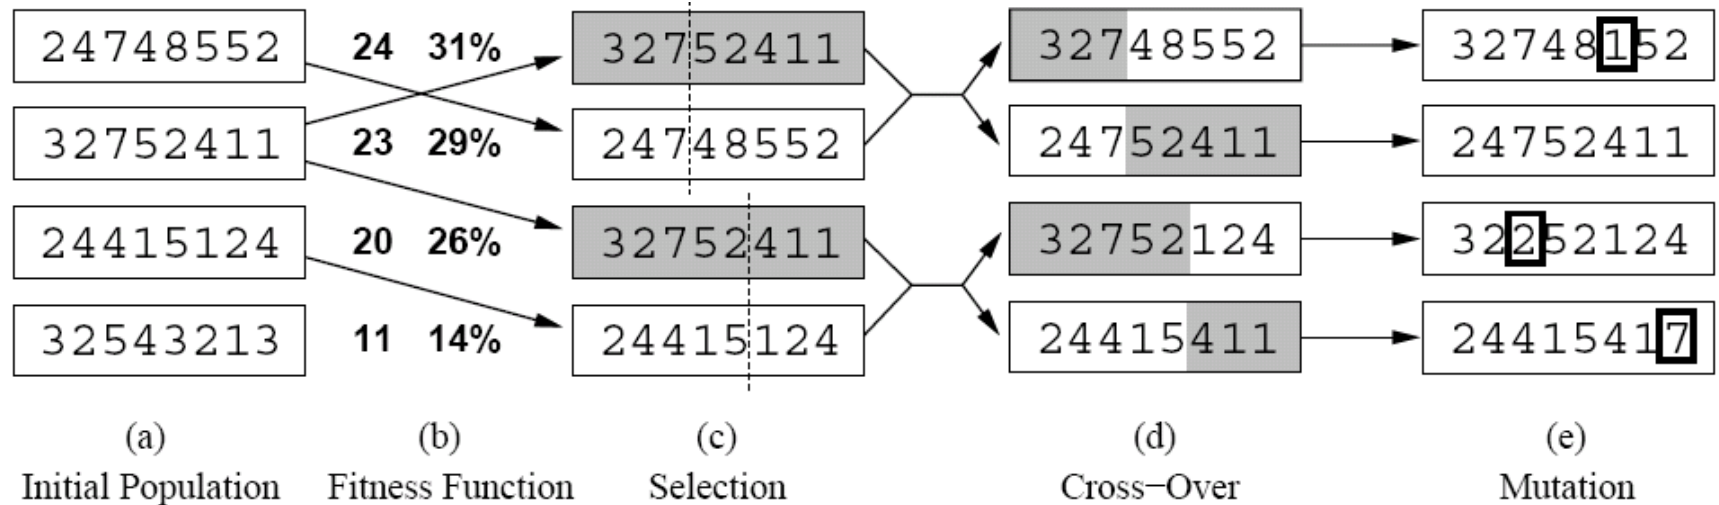 24748552 24 31% 32752411 32748552 32748152
32752411 23 29% 24748552 24752411 24752411
24415124 20 26% 32752411 32752124 32252124
32543213 11 14% 24415124 24415411 24415417
(a) (b) (c) (d) (e)
Initial Population Fitness Function Selection Cross−Over Mutation